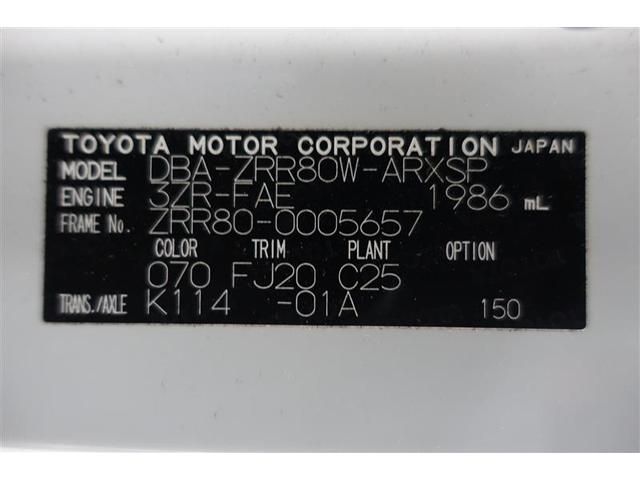 TOYOTA MOTOR CORPORATION JAPAN
MODEL DBA-ZRR80W-ARXSP
ENGINE 3ZR-FAE 1986 mL
FRAME No. ZRR80-0005657
COLOR TRIM PLANT OPTION
070 FJ20 C25
TRANS./AXLE K114 -01A 150